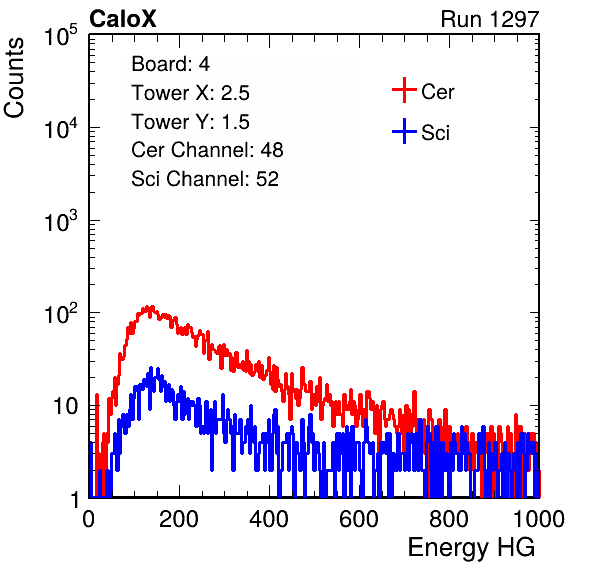 CaloX Run 1297
Counts
10^5
10^4
10^3
10^2
10
1
Board: 4
Tower X: 2.5
Tower Y: 1.5
Cer Channel: 48
Sci Channel: 52
Cer
Sci
0 200 400 600 800 1000
Energy HG